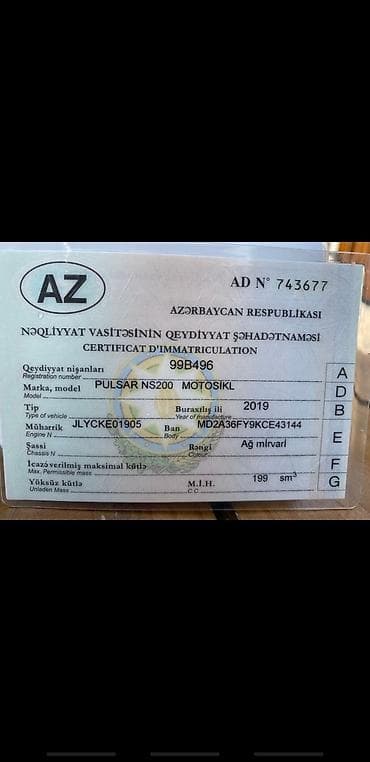 AZ
AD N° 743677
AZƏRBAYCAN RESPUBLİKASI
NƏQLİYYAT VASİTƏSİNİN QEYDİYYAT ŞƏHADƏTNAMƏSİ
CERTIFICAT D'IMMATRICULATION
Qeydiyyat nişanları 99B496 A
Registration number
Marka, model PULSAR NS200 MOTOSİKL D
Model
Tip Buraxılış ili 2019 B
Type of vehicle Year of manufacture
Mühərrik JLYCKE01905 Ban MD2A36FY9KCE43144
Engine N Body
E
Şassi Rəngi Ağ mirvari
Chassis N Colour
İcazə verilmiş maksimal kütlə F
Max. Permissible mass
Yüksüz kütlə M.İ.H. 199 sm³ G
Unladen Mass C C